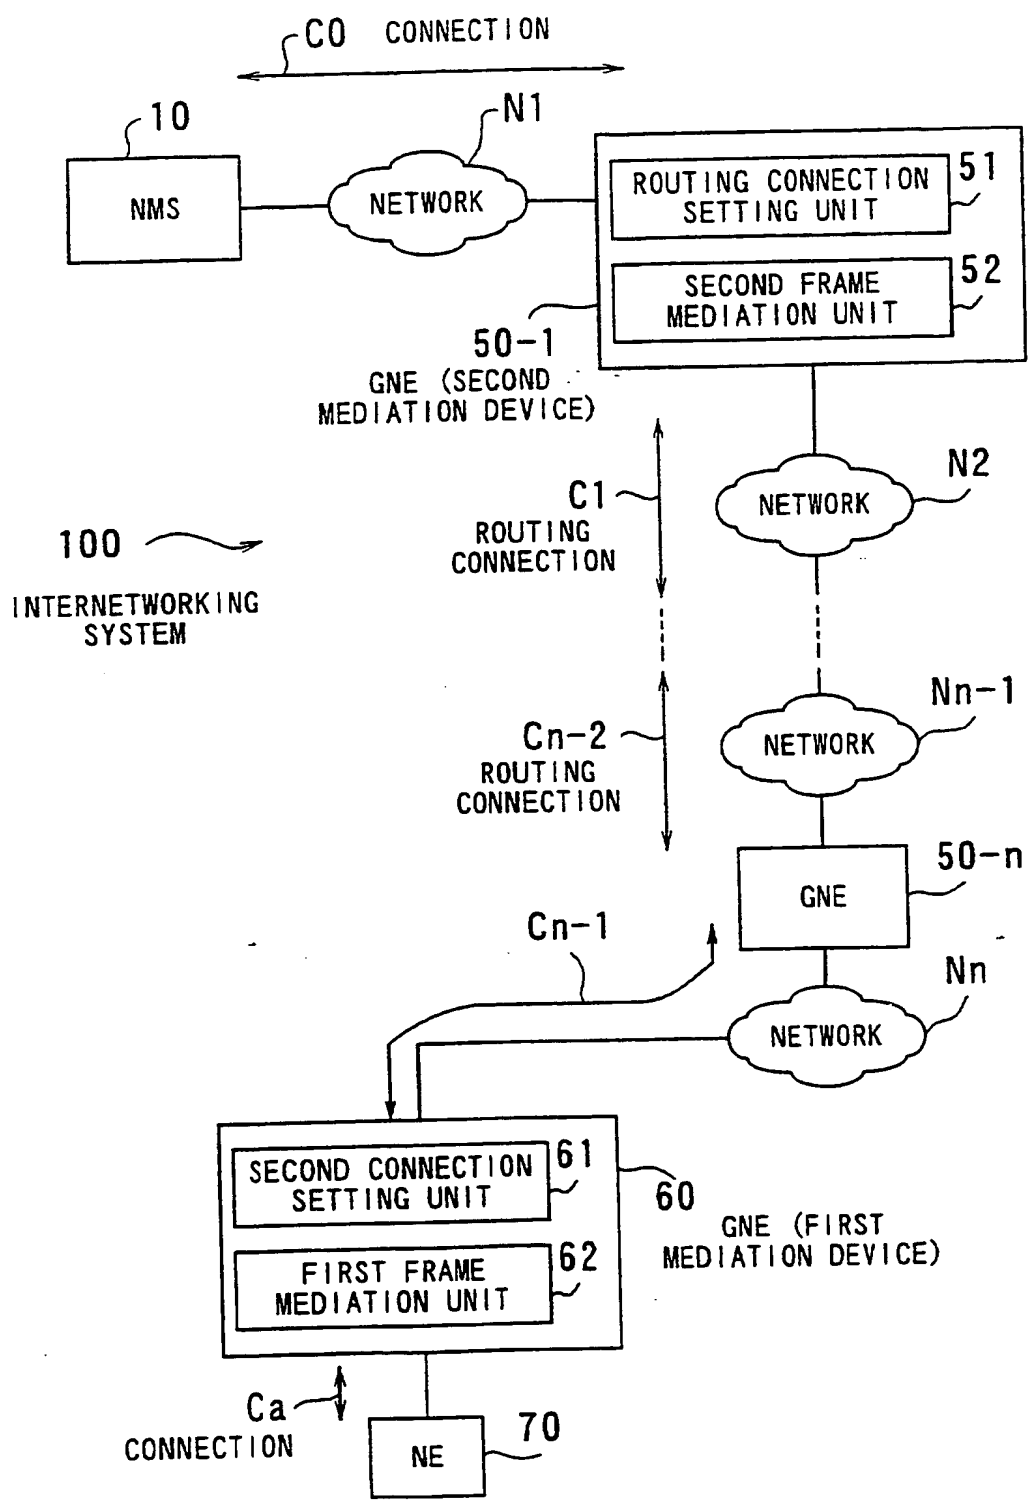 C0 CONNECTION
10
N1
NMS
NETWORK
ROUTING CONNECTION
SETTING UNIT
51
SECOND FRAME
MEDIATION UNIT
52
50-1
GNE (SECOND
MEDIATION DEVICE)
N2
NETWORK
C1
ROUTING
CONNECTION
100
INTERNETWORKING
SYSTEM
Nn-1
NETWORK
Cn-2
ROUTING
CONNECTION
50-n
GNE
Cn-1
Nn
NETWORK
SECOND CONNECTION
SETTING UNIT
61
60
GNE (FIRST
MEDIATION DEVICE)
FIRST FRAME
MEDIATION UNIT
62
Ca
CONNECTION
70
NE